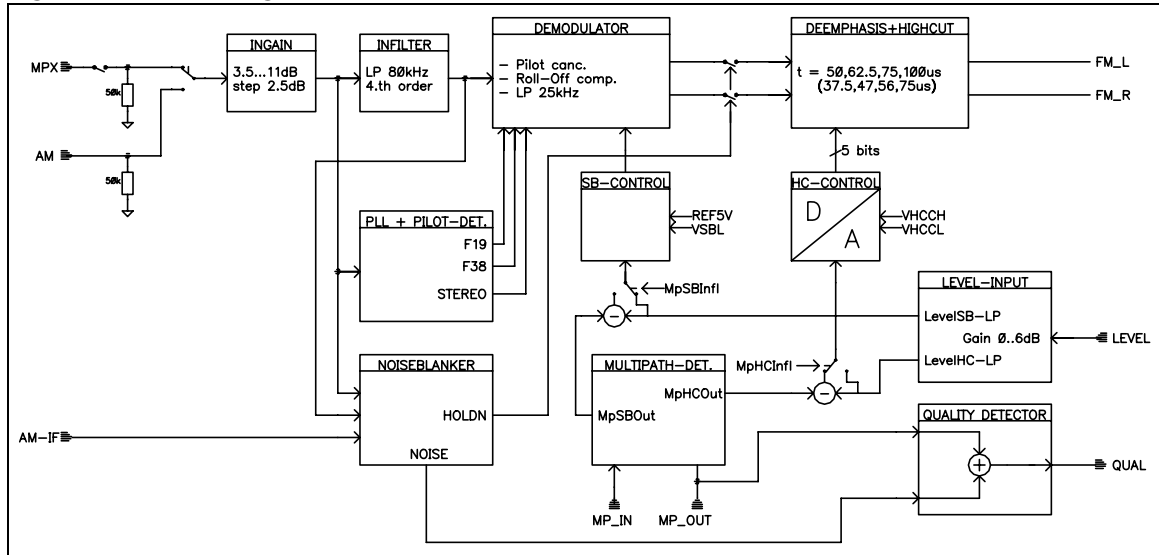 INGAIN
3.5...11dB
step 2.5dB
INFILTER
LP 80kHz
4.th order
DEMODULATOR
- Pilot canc.
- Roll-Off comp.
- LP 25kHz
DEEMPHASIS+HIGHCUT
t = 50,62.5,75,100us
(37.5,47,56,75us)
MPX
50k
AM
50k
FM_L
FM_R
5 bits
SB-CONTROL
REF5V
VSBL
HC-CONTROL
D
A
VHCCH
VHCCL
PLL + PILOT-DET.
F19
F38
STEREO
MpSBInfl
LEVEL-INPUT
LevelSB-LP
Gain 0..6dB
LevelHC-LP
LEVEL
NOISEBLANKER
HOLDN
NOISE
AM-IF
MULTIPATH-DET.
MpHCOut
MpSBOut
MpHCInfl
MP_IN
MP_OUT
QUALITY DETECTOR
QUAL